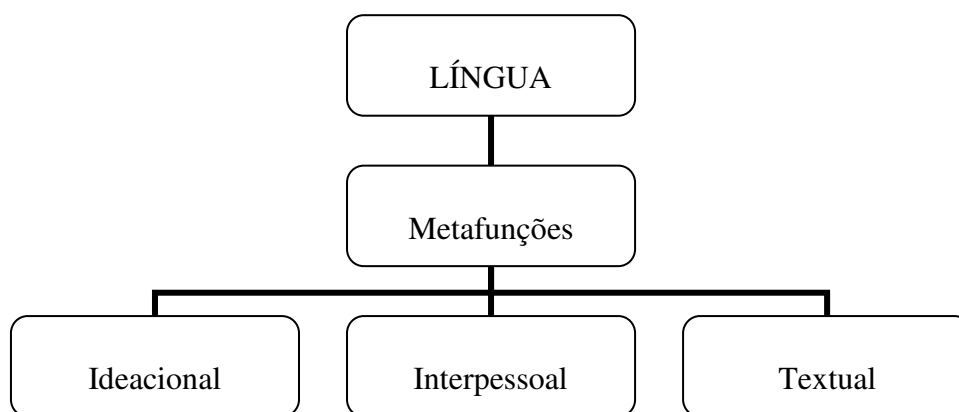 LÍNGUA
Metafunções
Ideacional
Interpessoal
Textual